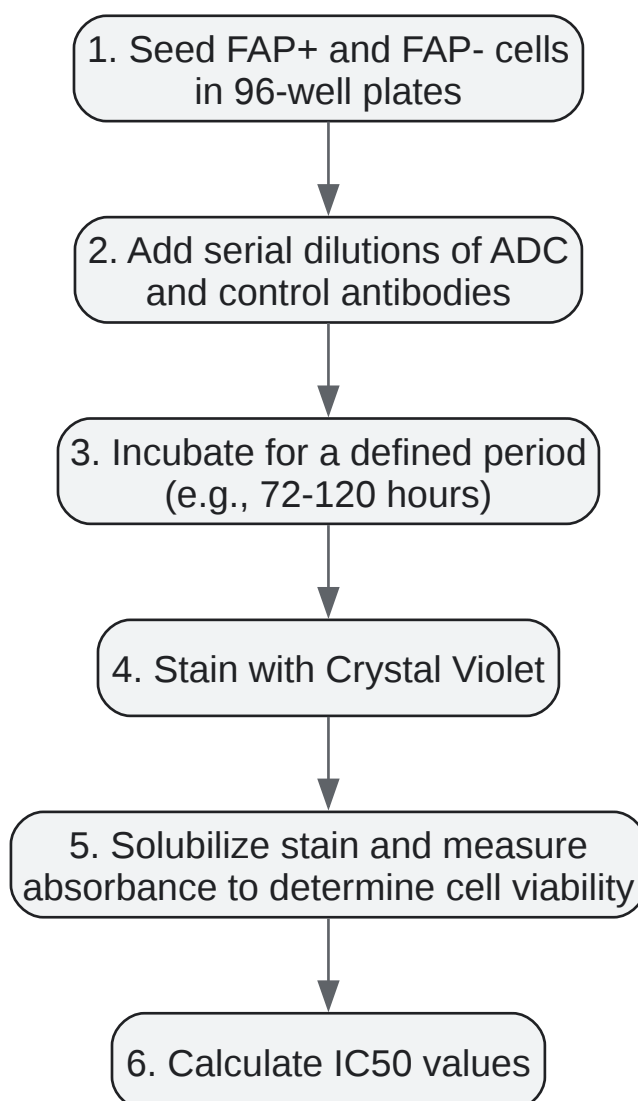 1. Seed FAP+ and FAP- cells
in 96-well plates
2. Add serial dilutions of ADC
and control antibodies
3. Incubate for a defined period
(e.g., 72-120 hours)
4. Stain with Crystal Violet
5. Solubilize stain and measure
absorbance to determine cell viability
6. Calculate IC50 values